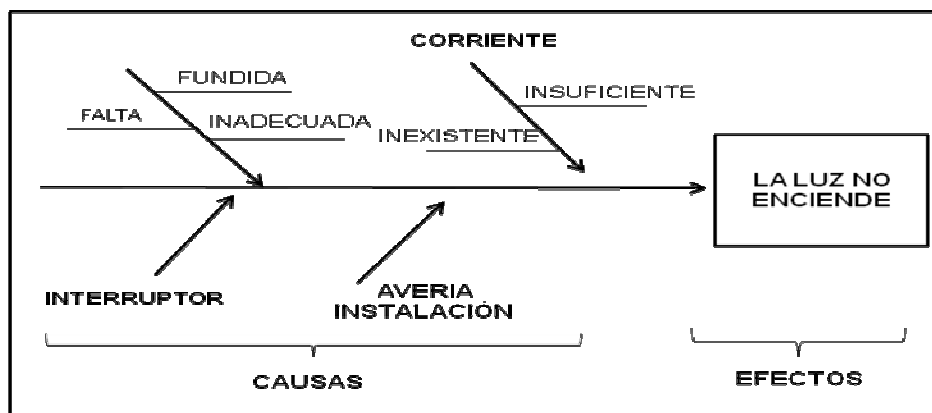 CORRIENTE
FUNDIDA
INSUFICIENTE
FALTA
INADECUADA
INEXISTENTE
LA LUZ NO
ENCIENDE
INTERRUPTOR
AVERIA
INSTALACIÓN
CAUSAS
EFECTOS